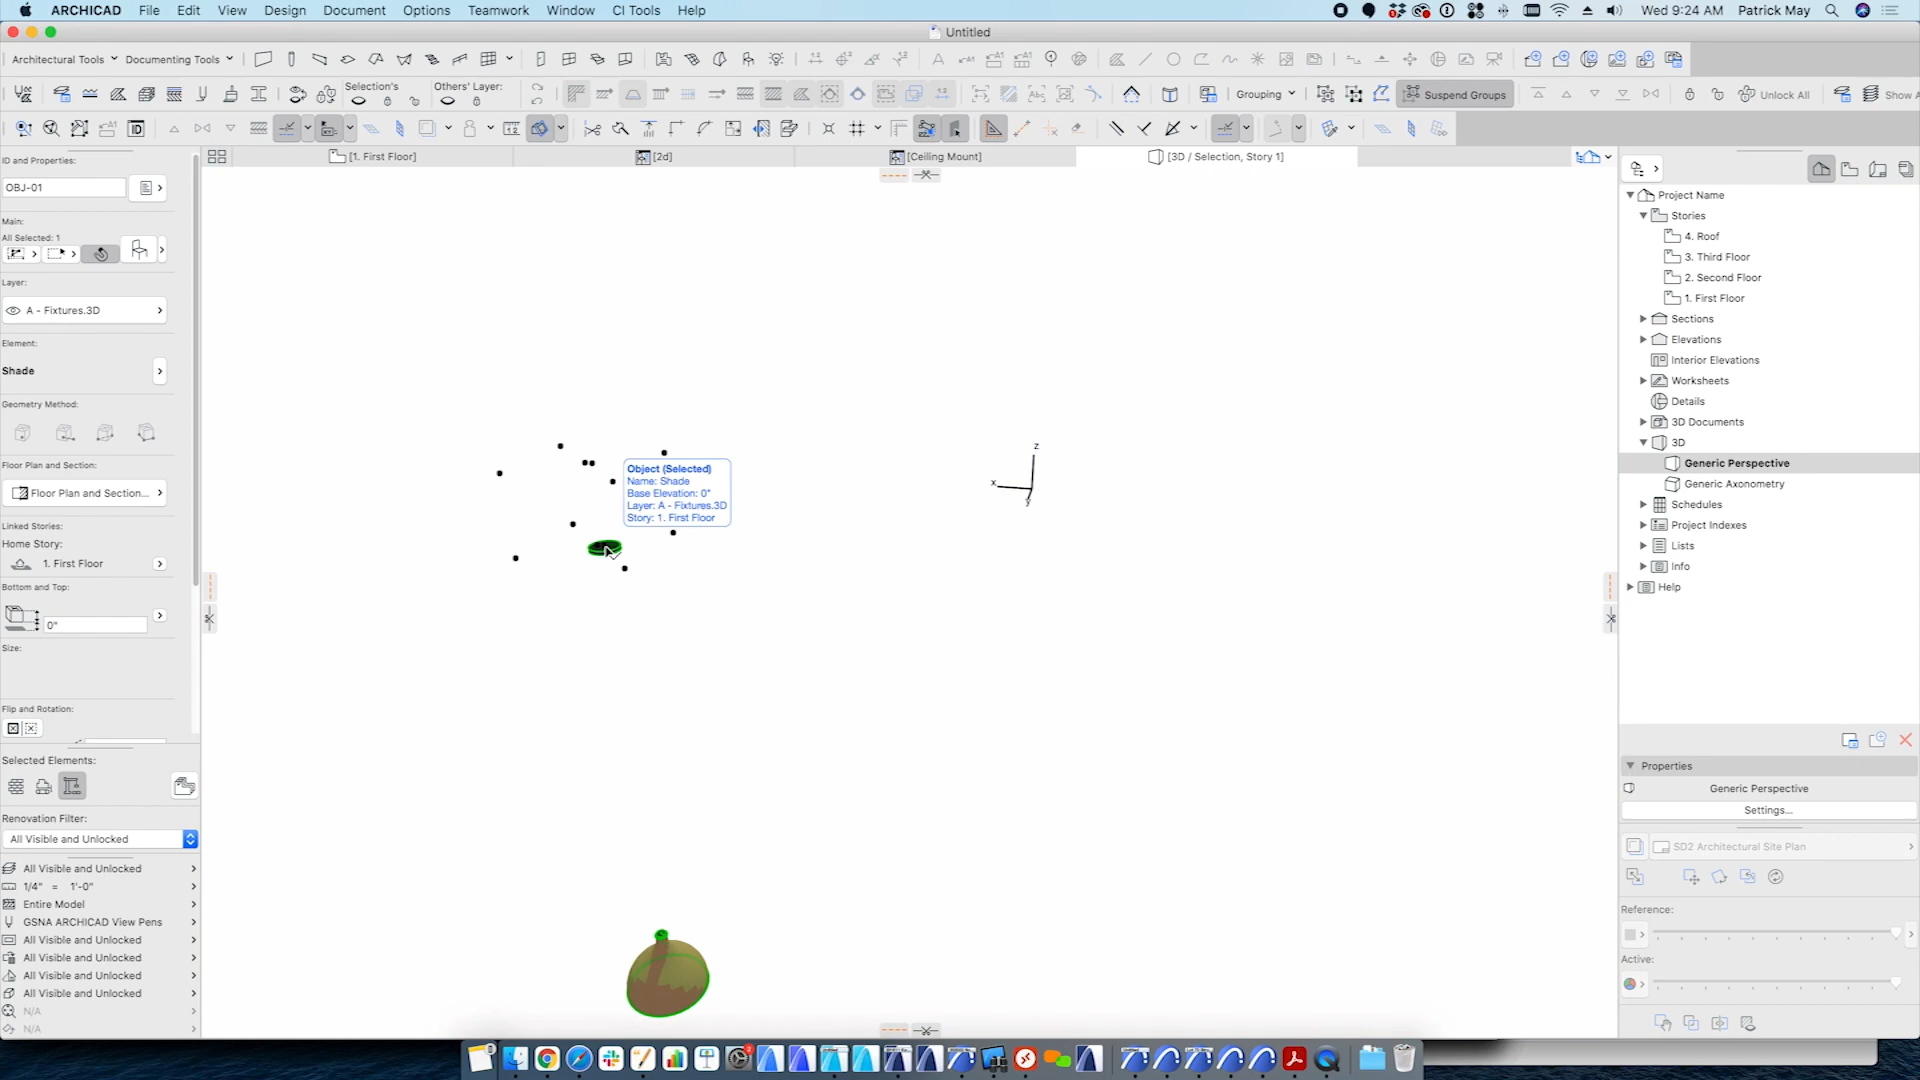 ARCHICAD File Edit View Design Document Options Teamwork Window CI Tools Help
Wed 9:24 AM Patrick May
Untitled
Architectural Tools Documenting Tools
Selection's
Others' Layer:
Grouping
Suspend Groups
Unlock All
Show A
[1. First Floor]
[2d]
[Ceiling Mount]
[3D / Selection, Story 1]
ID and Properties:
OBJ-01
Main:
All Selected: 1
Layer:
A - Fixtures.3D
Element:
Shade
Geometry Method:
Floor Plan and Section:
Floor Plan and Section...
Linked Stories:
Home Story:
1. First Floor
Bottom and Top:
0"
Size:
Flip and Rotation:
Selected Elements:
Renovation Filter:
All Visible and Unlocked
All Visible and Unlocked
1/4" = 1'-0"
Entire Model
GSNA ARCHICAD View Pens
All Visible and Unlocked
All Visible and Unlocked
All Visible and Unlocked
All Visible and Unlocked
N/A
N/A
Object (Selected)
Name: Shade
Base Elevation: 0"
Layer: A - Fixtures.3D
Story: 1. First Floor
z
x
y
Project Name
Stories
4. Roof
3. Third Floor
2. Second Floor
1. First Floor
Sections
Elevations
Interior Elevations
Worksheets
Details
3D Documents
3D
Generic Perspective
Generic Axonometry
Schedules
Project Indexes
Lists
Info
Help
Properties
Generic Perspective
Settings...
SD2 Architectural Site Plan
Reference:
Active: